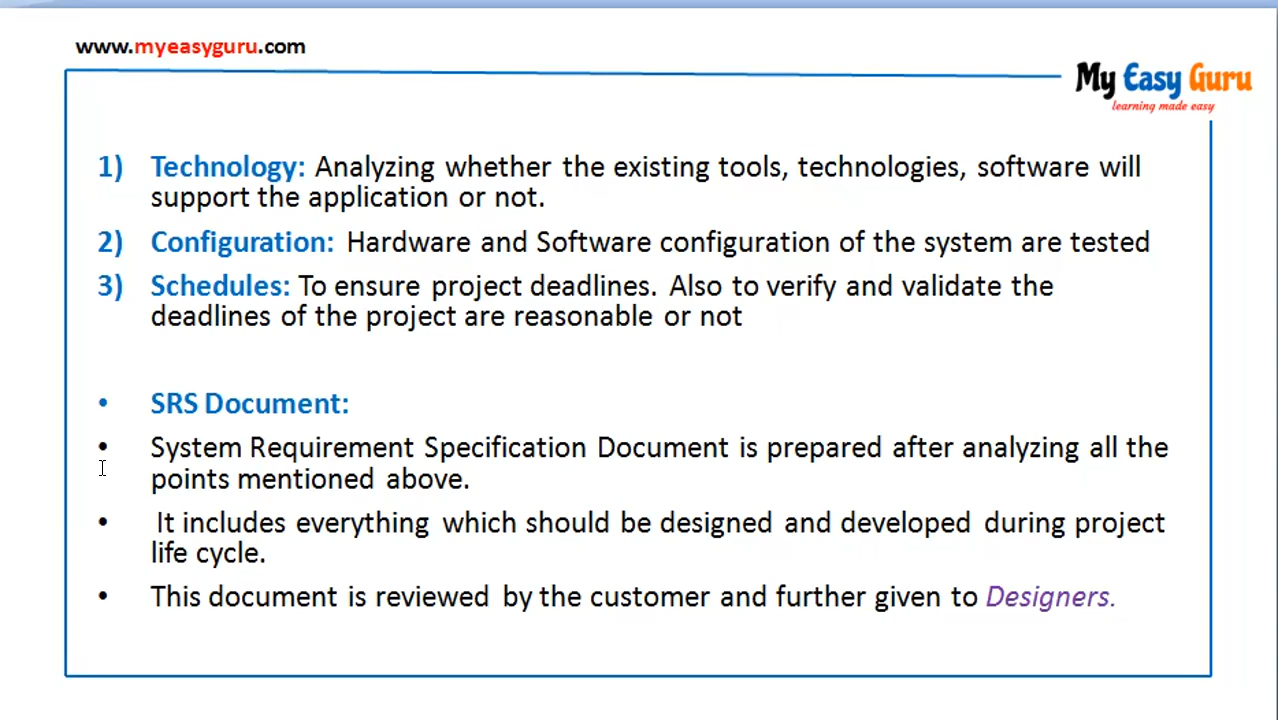 www.myeasyguru.com
My Easy Guru
learning made easy
1) Technology: Analyzing whether the existing tools, technologies, software will
support the application or not.
2) Configuration: Hardware and Software configuration of the system are tested
3) Schedules: To ensure project deadlines. Also to verify and validate the
deadlines of the project are reasonable or not
• SRS Document:
• System Requirement Specification Document is prepared after analyzing all the
points mentioned above.
• It includes everything which should be designed and developed during project
life cycle.
• This document is reviewed by the customer and further given to Designers.